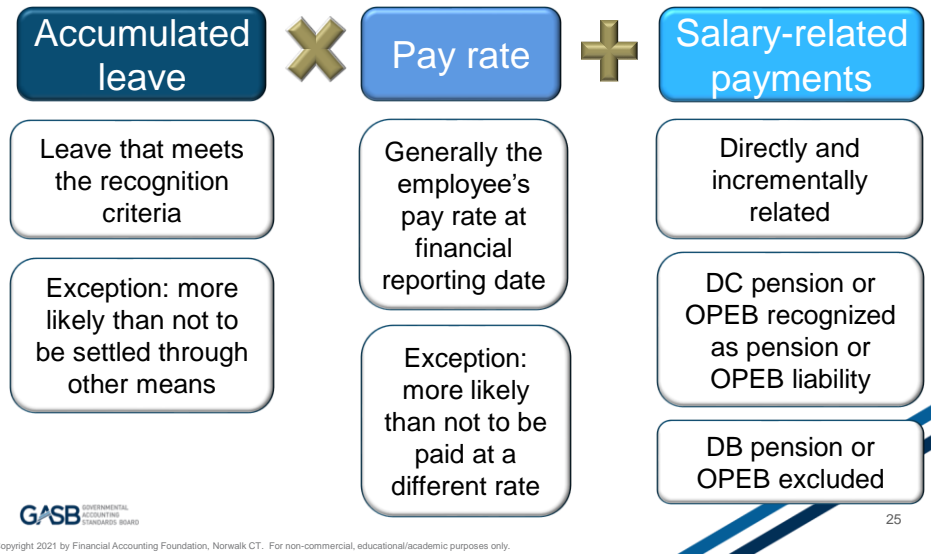 Accumulated
leave
Pay rate
Salary-related
payments
Leave that meets
the recognition
criteria
Exception: more
likely than not to
be settled through
other means
Generally the
employee's
pay rate at
financial
reporting date
Exception:
more likely
than not to be
paid at a
different rate
Directly and
incrementally
related
DC pension or
OPEB recognized
as pension or
OPEB liability
DB pension or
OPEB excluded
GASB
GOVERNMENTAL
ACCOUNTING
STANDARDS BOARD
25
opyright 2021 by Financial Accounting Foundation, Norwalk CT. For non-commercial, educational/academic purposes only.